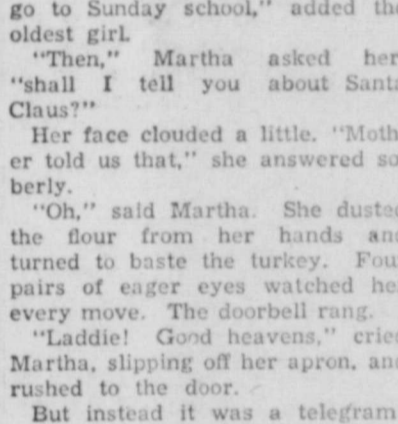 go to Sunday school," added the
oldest girl.
"Then," Martha asked her
"shall I tell you about Santa
Claus?"
Her face clouded a little. "Moth
er told us that," she answered so
berly.
"Oh," said Martha. She dusted
the flour from her hands and
turned to baste the turkey. Four
pairs of eager eyes watched her
every move. The doorbell rang.
"Laddie! Good heavens," cried
Martha, slipping off her apron, and
rushed to the door.
But instead it was a telegram